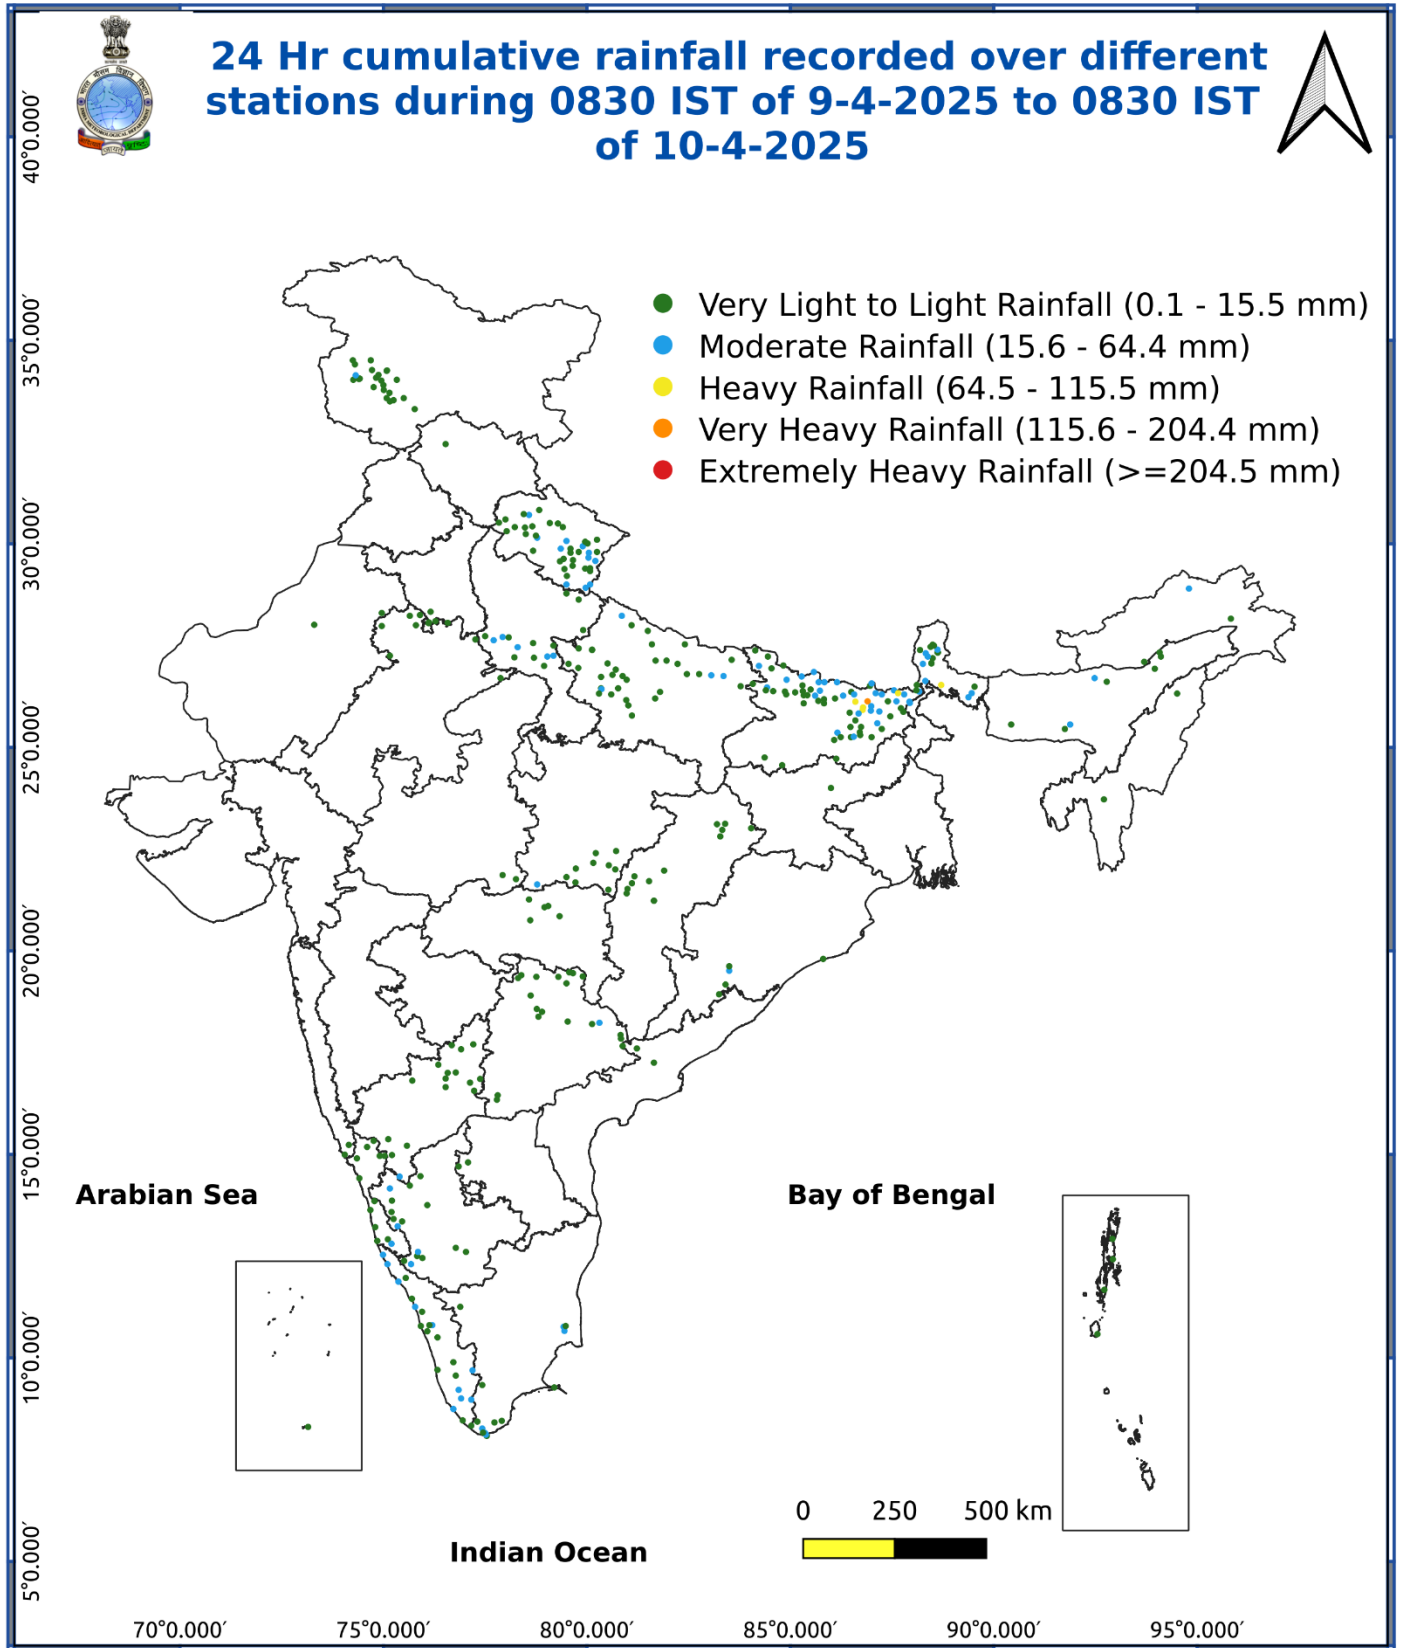 24 Hr cumulative rainfall recorded over different
stations during 0830 IST of 9-4-2025 to 0830 IST
of 10-4-2025
Very Light to Light Rainfall (0.1 - 15.5 mm)
Moderate Rainfall (15.6 - 64.4 mm)
Heavy Rainfall (64.5 - 115.5 mm)
Very Heavy Rainfall (115.6 - 204.4 mm)
Extremely Heavy Rainfall (>=204.5 mm)
40°0.000′
35°0.000′
30°0.000′
25°0.000′
20°0.000′
15°0.000′
10°0.000′
5°0.000′
Arabian Sea
Bay of Bengal
Indian Ocean
0 250 500 km
70°0.000′ 75°0.000′ 80°0.000′ 85°0.000′ 90°0.000′ 95°0.000′